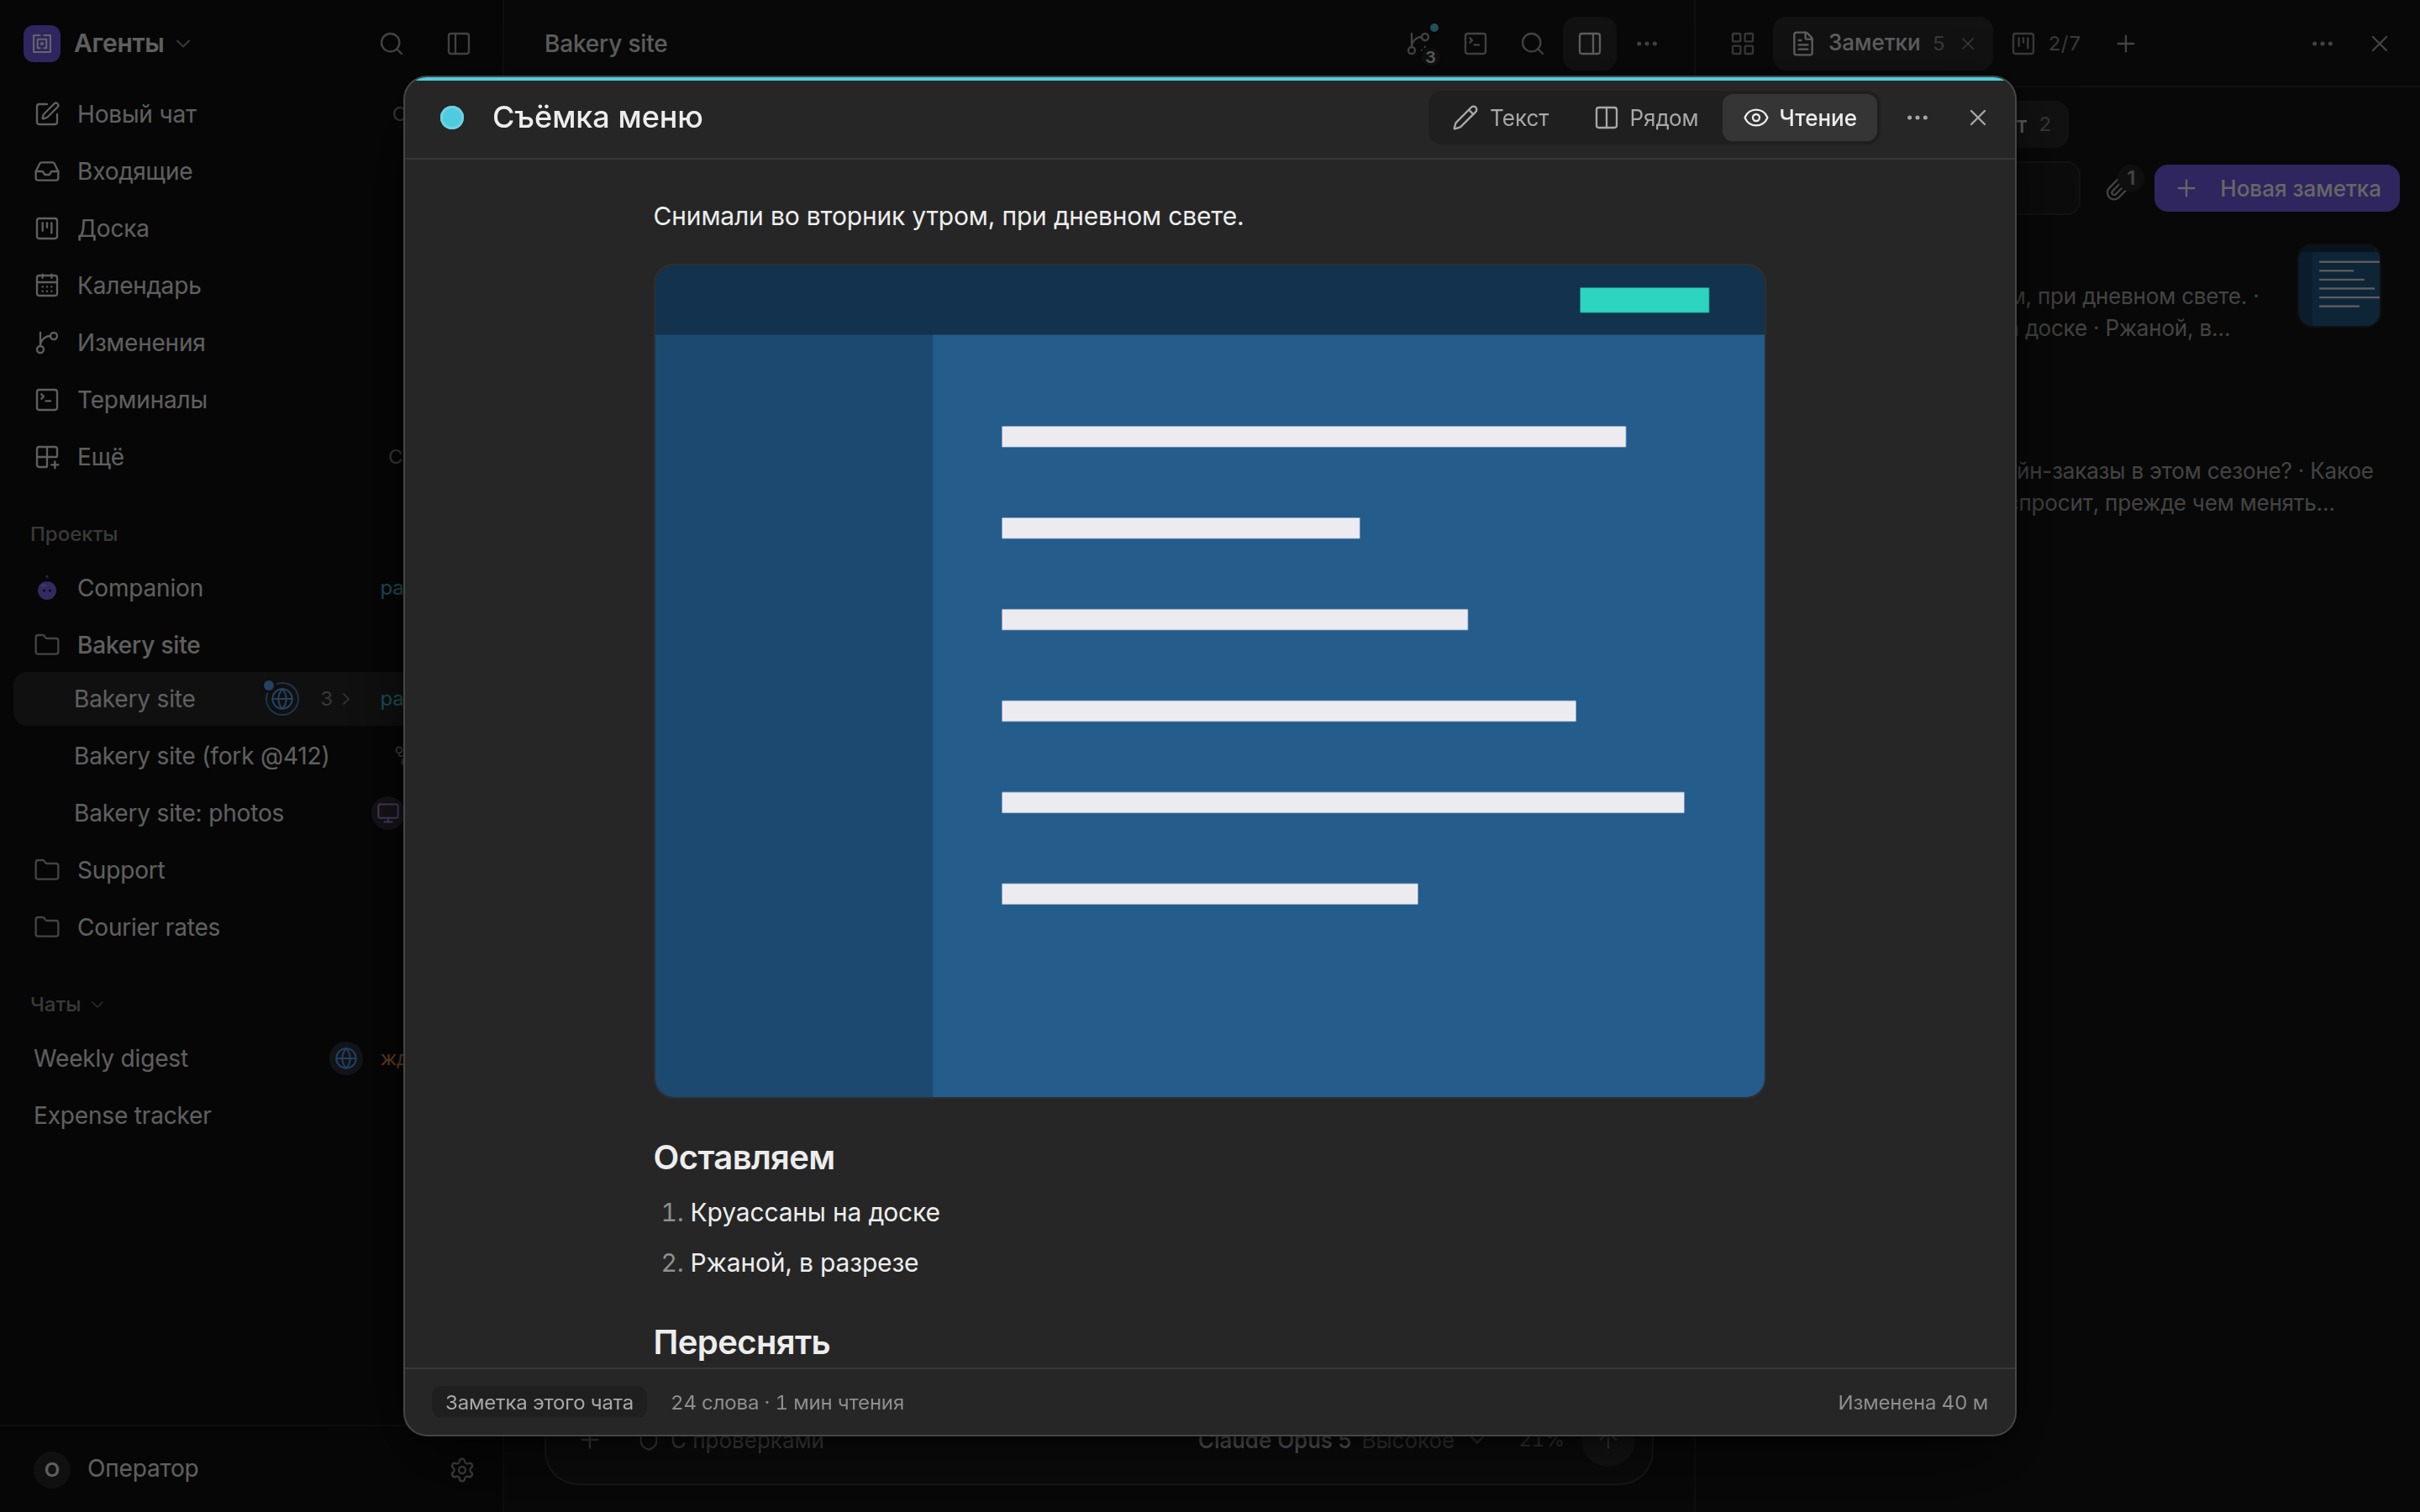 Агенты
Bakery site
3
Заметки 5
2/7
Новый чат
Входящие
Доска
Календарь
Изменения
Терминалы
Ещё
Проекты
Companion
Bakery site
Bakery site 3
Bakery site (fork @412)
Bakery site: photos
Support
Courier rates
Чаты
Weekly digest
Expense tracker
О Оператор
Съёмка меню
Текст
Рядом
Чтение
Снимали во вторник утром, при дневном свете.
Оставляем
1. Круассаны на доске
2. Ржаной, в разрезе
Переснять
Заметка этого чата
24 слова · 1 мин чтения
Изменена 40 м
С проверками
Claude Opus 5 Высокое
21%
2
1
Новая заметка
при дневном свете. ·
доске · Ржаной, в...
в этом сезоне? · Какое
прежде чем менять...